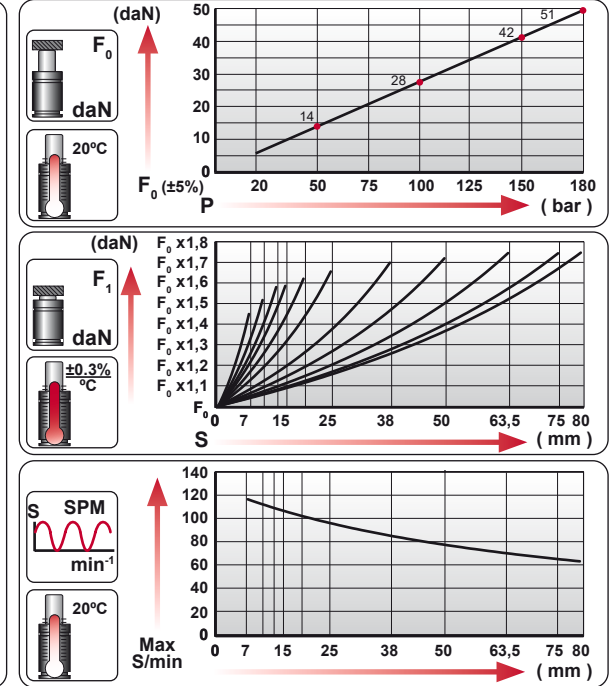 (daN)
F0
daN
20ºC
F0 (±5%)
50
40
30
20
10
0
14
28
42
51
20 50 75 100 125 150 180
P
( bar )
(daN)
F1
daN
±0.3%
ºC
F0 x1,8
F0 x1,7
F0 x1,6
F0 x1,5
F0 x1,4
F0 x1,3
F0 x1,2
F0 x1,1
F0
0 7 15 25 38 50 63,5 75 80
S
( mm )
S SPM
min-1
20ºC
Max
S/min
140
120
100
80
60
40
20
0
0 7 15 25 38 50 63,5 75 80
( mm )